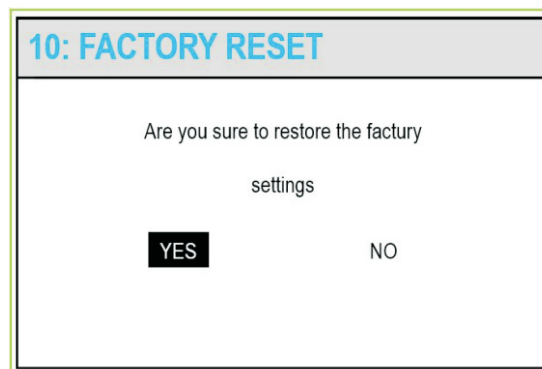 10: FACTORY RESET
Are you sure to restore the factury
settings
YES NO